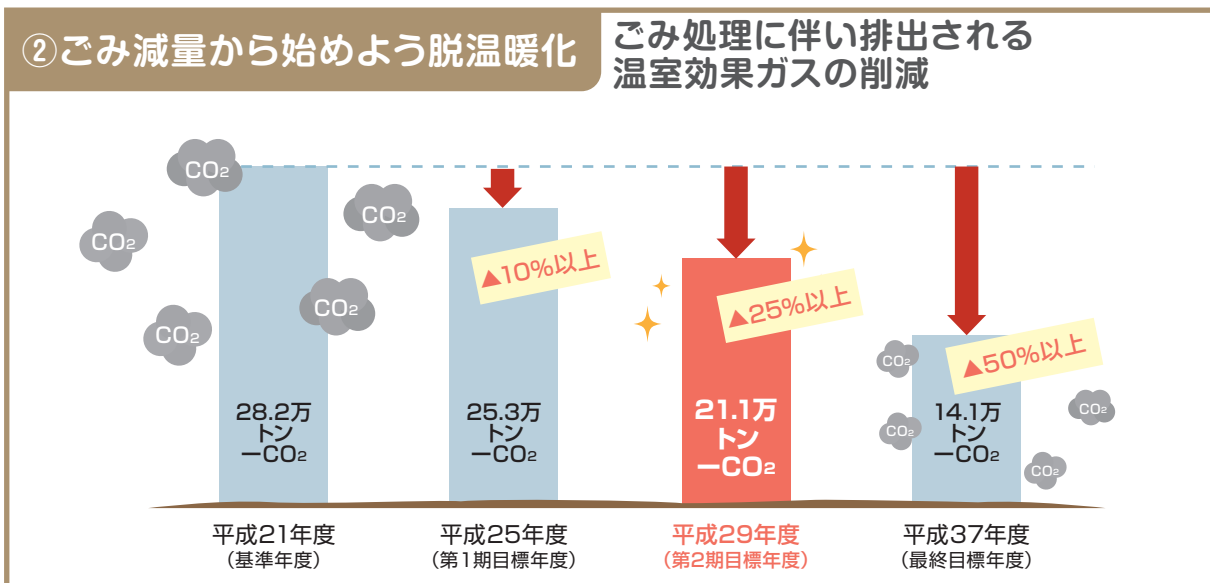 ②ごみ減量から始めよう脱温暖化
ごみ処理に伴い排出される
温室効果ガスの削減
CO2
CO2
CO2
CO2
CO2
▲10%以上
▲25%以上
▲50%以上
CO2
CO2
CO2
CO2
28.2万
トン
ーCO2
25.3万
トン
ーCO2
21.1万
トン
ーCO2
14.1万
トン
ーCO2
平成21年度
(基準年度)
平成25年度
(第1期目標年度)
平成29年度
(第2期目標年度)
平成37年度
(最終目標年度)